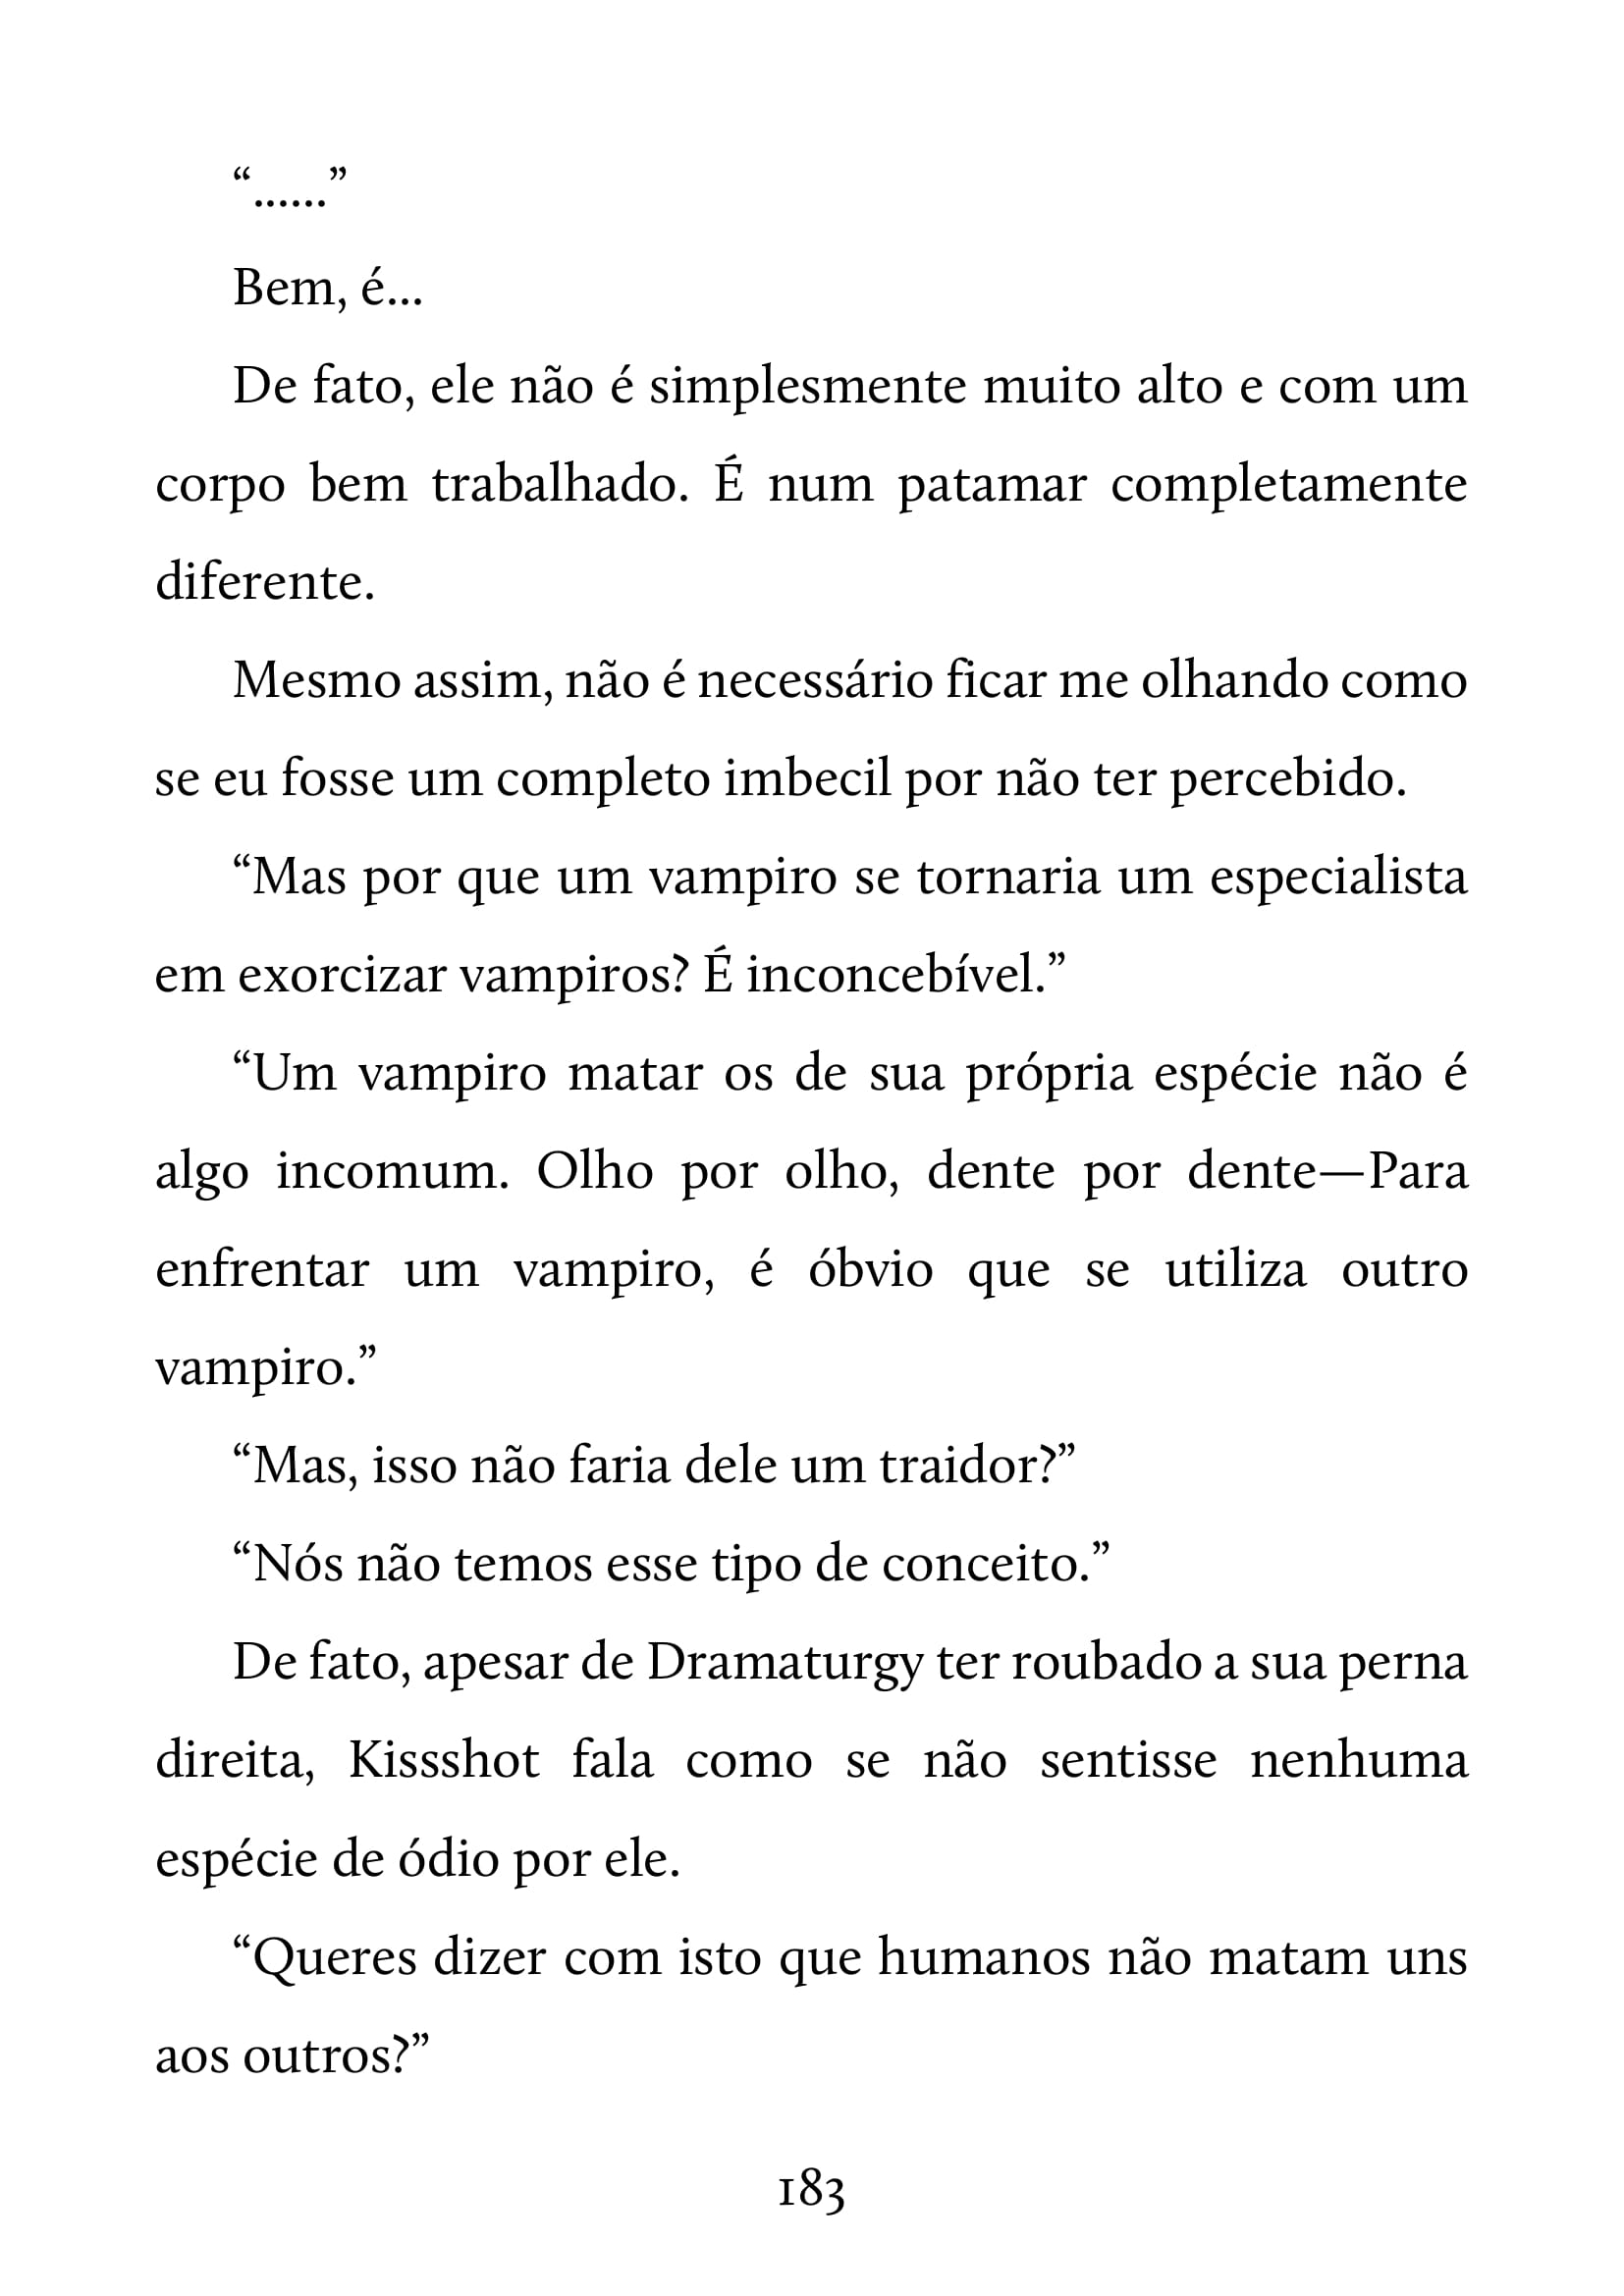 “......”
Bem, é...
De fato, ele não é simplesmente muito alto e com um
corpo bem trabalhado. É num patamar completamente
diferente.
Mesmo assim, não é necessário ficar me olhando como
se eu fosse um completo imbecil por não ter percebido.
“Mas por que um vampiro se tornaria um especialista
em exorcizar vampiros? É inconcebível.”
“Um vampiro matar os de sua própria espécie não é
algo incomum. Olho por olho, dente por dente—Para
enfrentar um vampiro, é óbvio que se utiliza outro
vampiro.”
“Mas, isso não faria dele um traidor?”
“Nós não temos esse tipo de conceito.”
De fato, apesar de Dramaturgy ter roubado a sua perna
direita, Kissshot fala como se não sentisse nenhuma
espécie de ódio por ele.
“Queres dizer com isto que humanos não matam uns
aos outros?”
183